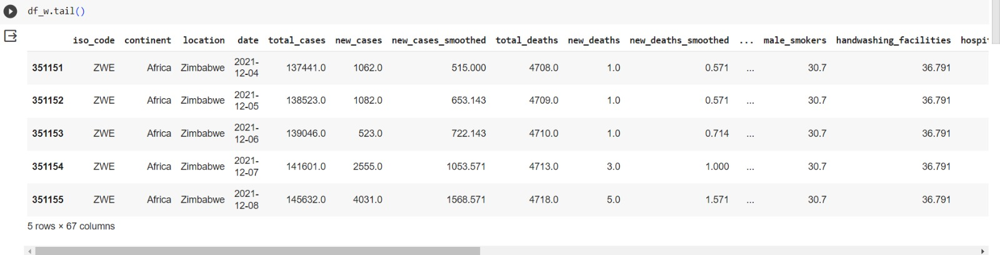 df_w.tail()
iso_code continent location date total_cases new_cases new_cases_smoothed total_deaths new_deaths new_deaths_smoothed ... male_smokers handwashing_facilities hospi
351151 ZWE Africa Zimbabwe 2021-12-04 137441.0 1062.0 515.000 4708.0 1.0 0.571 ... 30.7 36.791
351152 ZWE Africa Zimbabwe 2021-12-05 138523.0 1082.0 653.143 4709.0 1.0 0.571 ... 30.7 36.791
351153 ZWE Africa Zimbabwe 2021-12-06 139046.0 523.0 722.143 4710.0 1.0 0.714 ... 30.7 36.791
351154 ZWE Africa Zimbabwe 2021-12-07 141601.0 2555.0 1053.571 4713.0 3.0 1.000 ... 30.7 36.791
351155 ZWE Africa Zimbabwe 2021-12-08 145632.0 4031.0 1568.571 4718.0 5.0 1.571 ... 30.7 36.791
5 rows × 67 columns